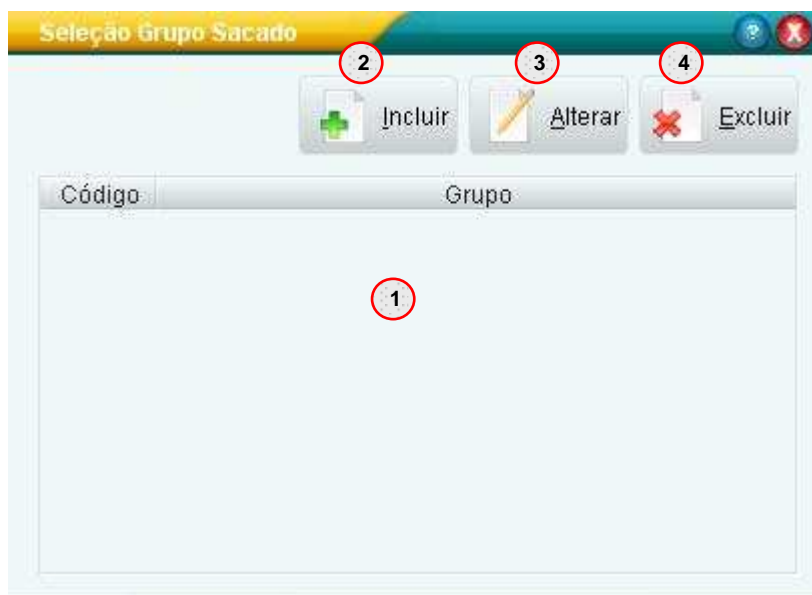 Seleção Grupo Sacado ?
2 3 4
Incluir Alterar Excluir
Código Grupo
1